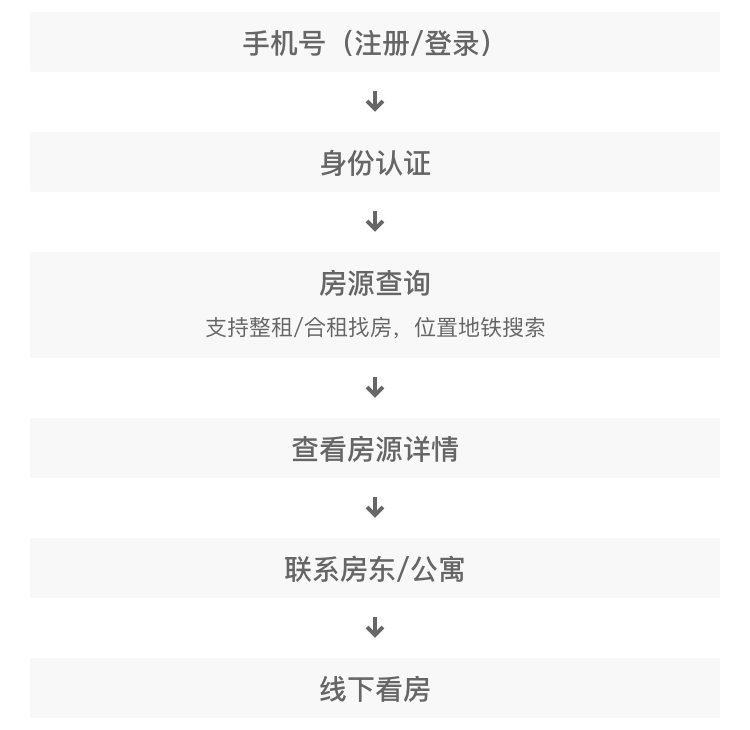 手机号（注册/登录）
身份认证
房源查询
支持整租/合租找房，位置地铁搜索
查看房源详情
联系房东/公寓
线下看房